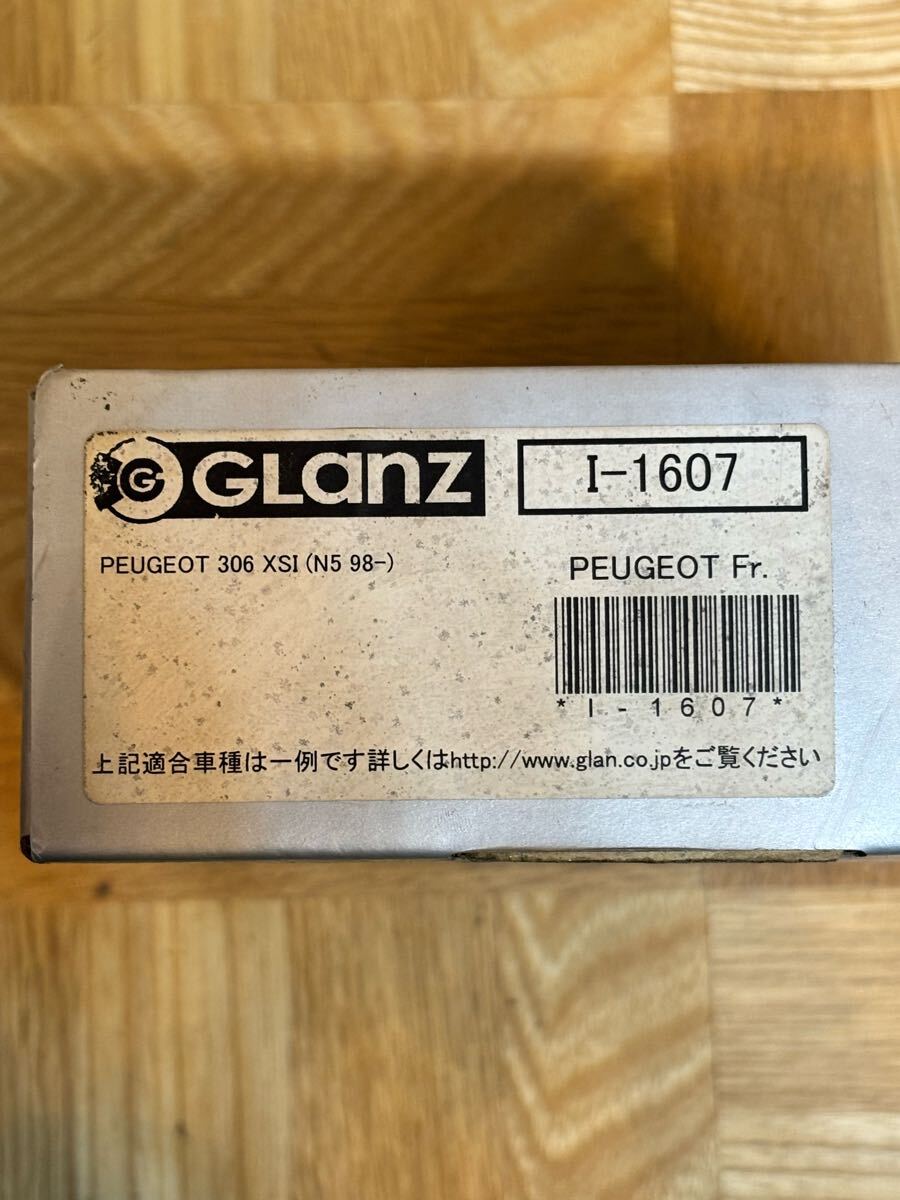 G GLanz
I-1607
PEUGEOT 306 XSI (N5 98-)
PEUGEOT Fr.
*I-1607*
上記適合車種は一例です詳しくはhttp://www.glan.co.jpをご覧ください